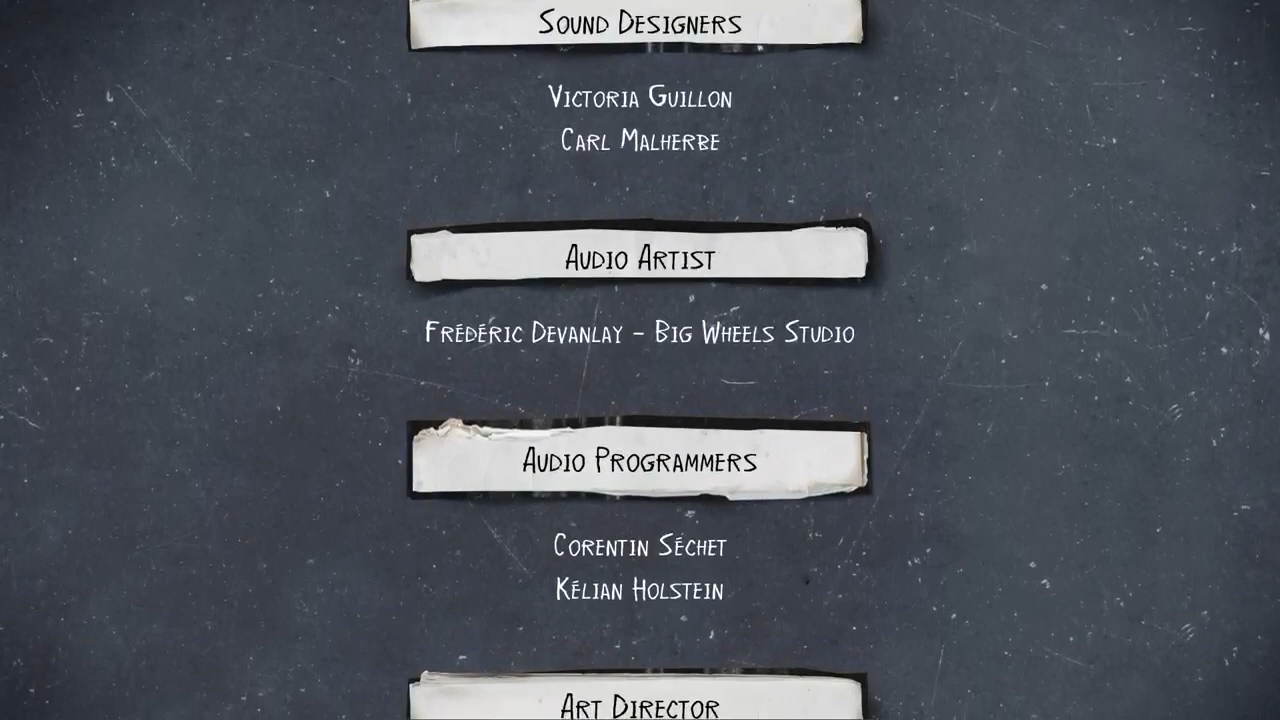 Sound Designers
Victoria Guillon
Carl Malherbe
Audio Artist
Frédéric Devanlay – Big Wheels Studio
Audio Programmers
Corentin Séchet
Kélian Holstein
Art Director